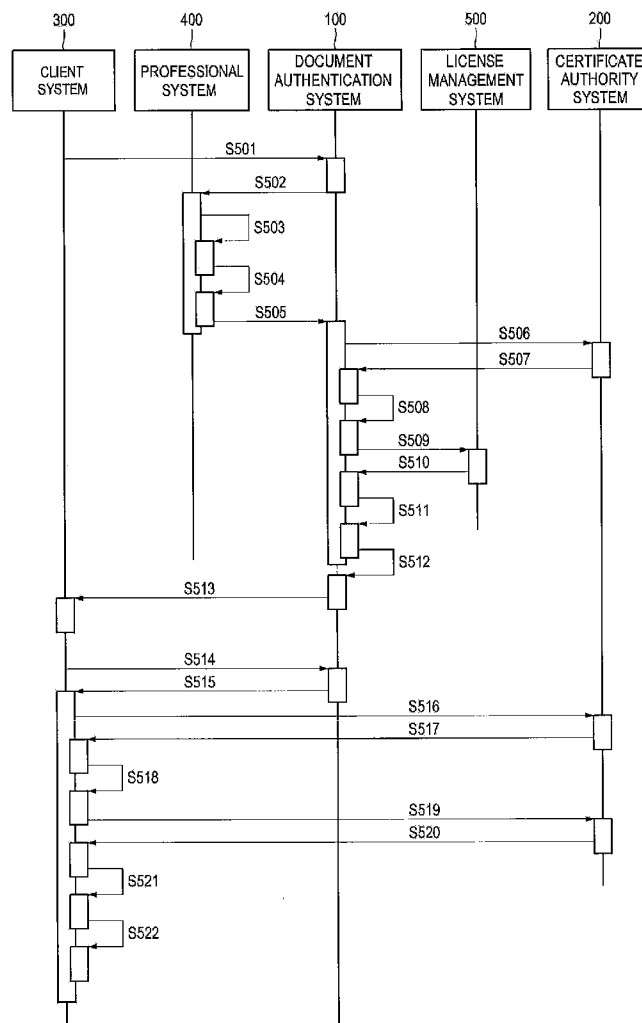 300
400
100
500
200
CLIENT
SYSTEM
PROFESSIONAL
SYSTEM
DOCUMENT
AUTHENTICATION
SYSTEM
LICENSE
MANAGEMENT
SYSTEM
CERTIFICATE
AUTHORITY
SYSTEM
S501
S502
S503
S504
S505
S506
S507
S508
S509
S510
S511
S512
S513
S514
S515
S516
S517
S518
S519
S520
S521
S522